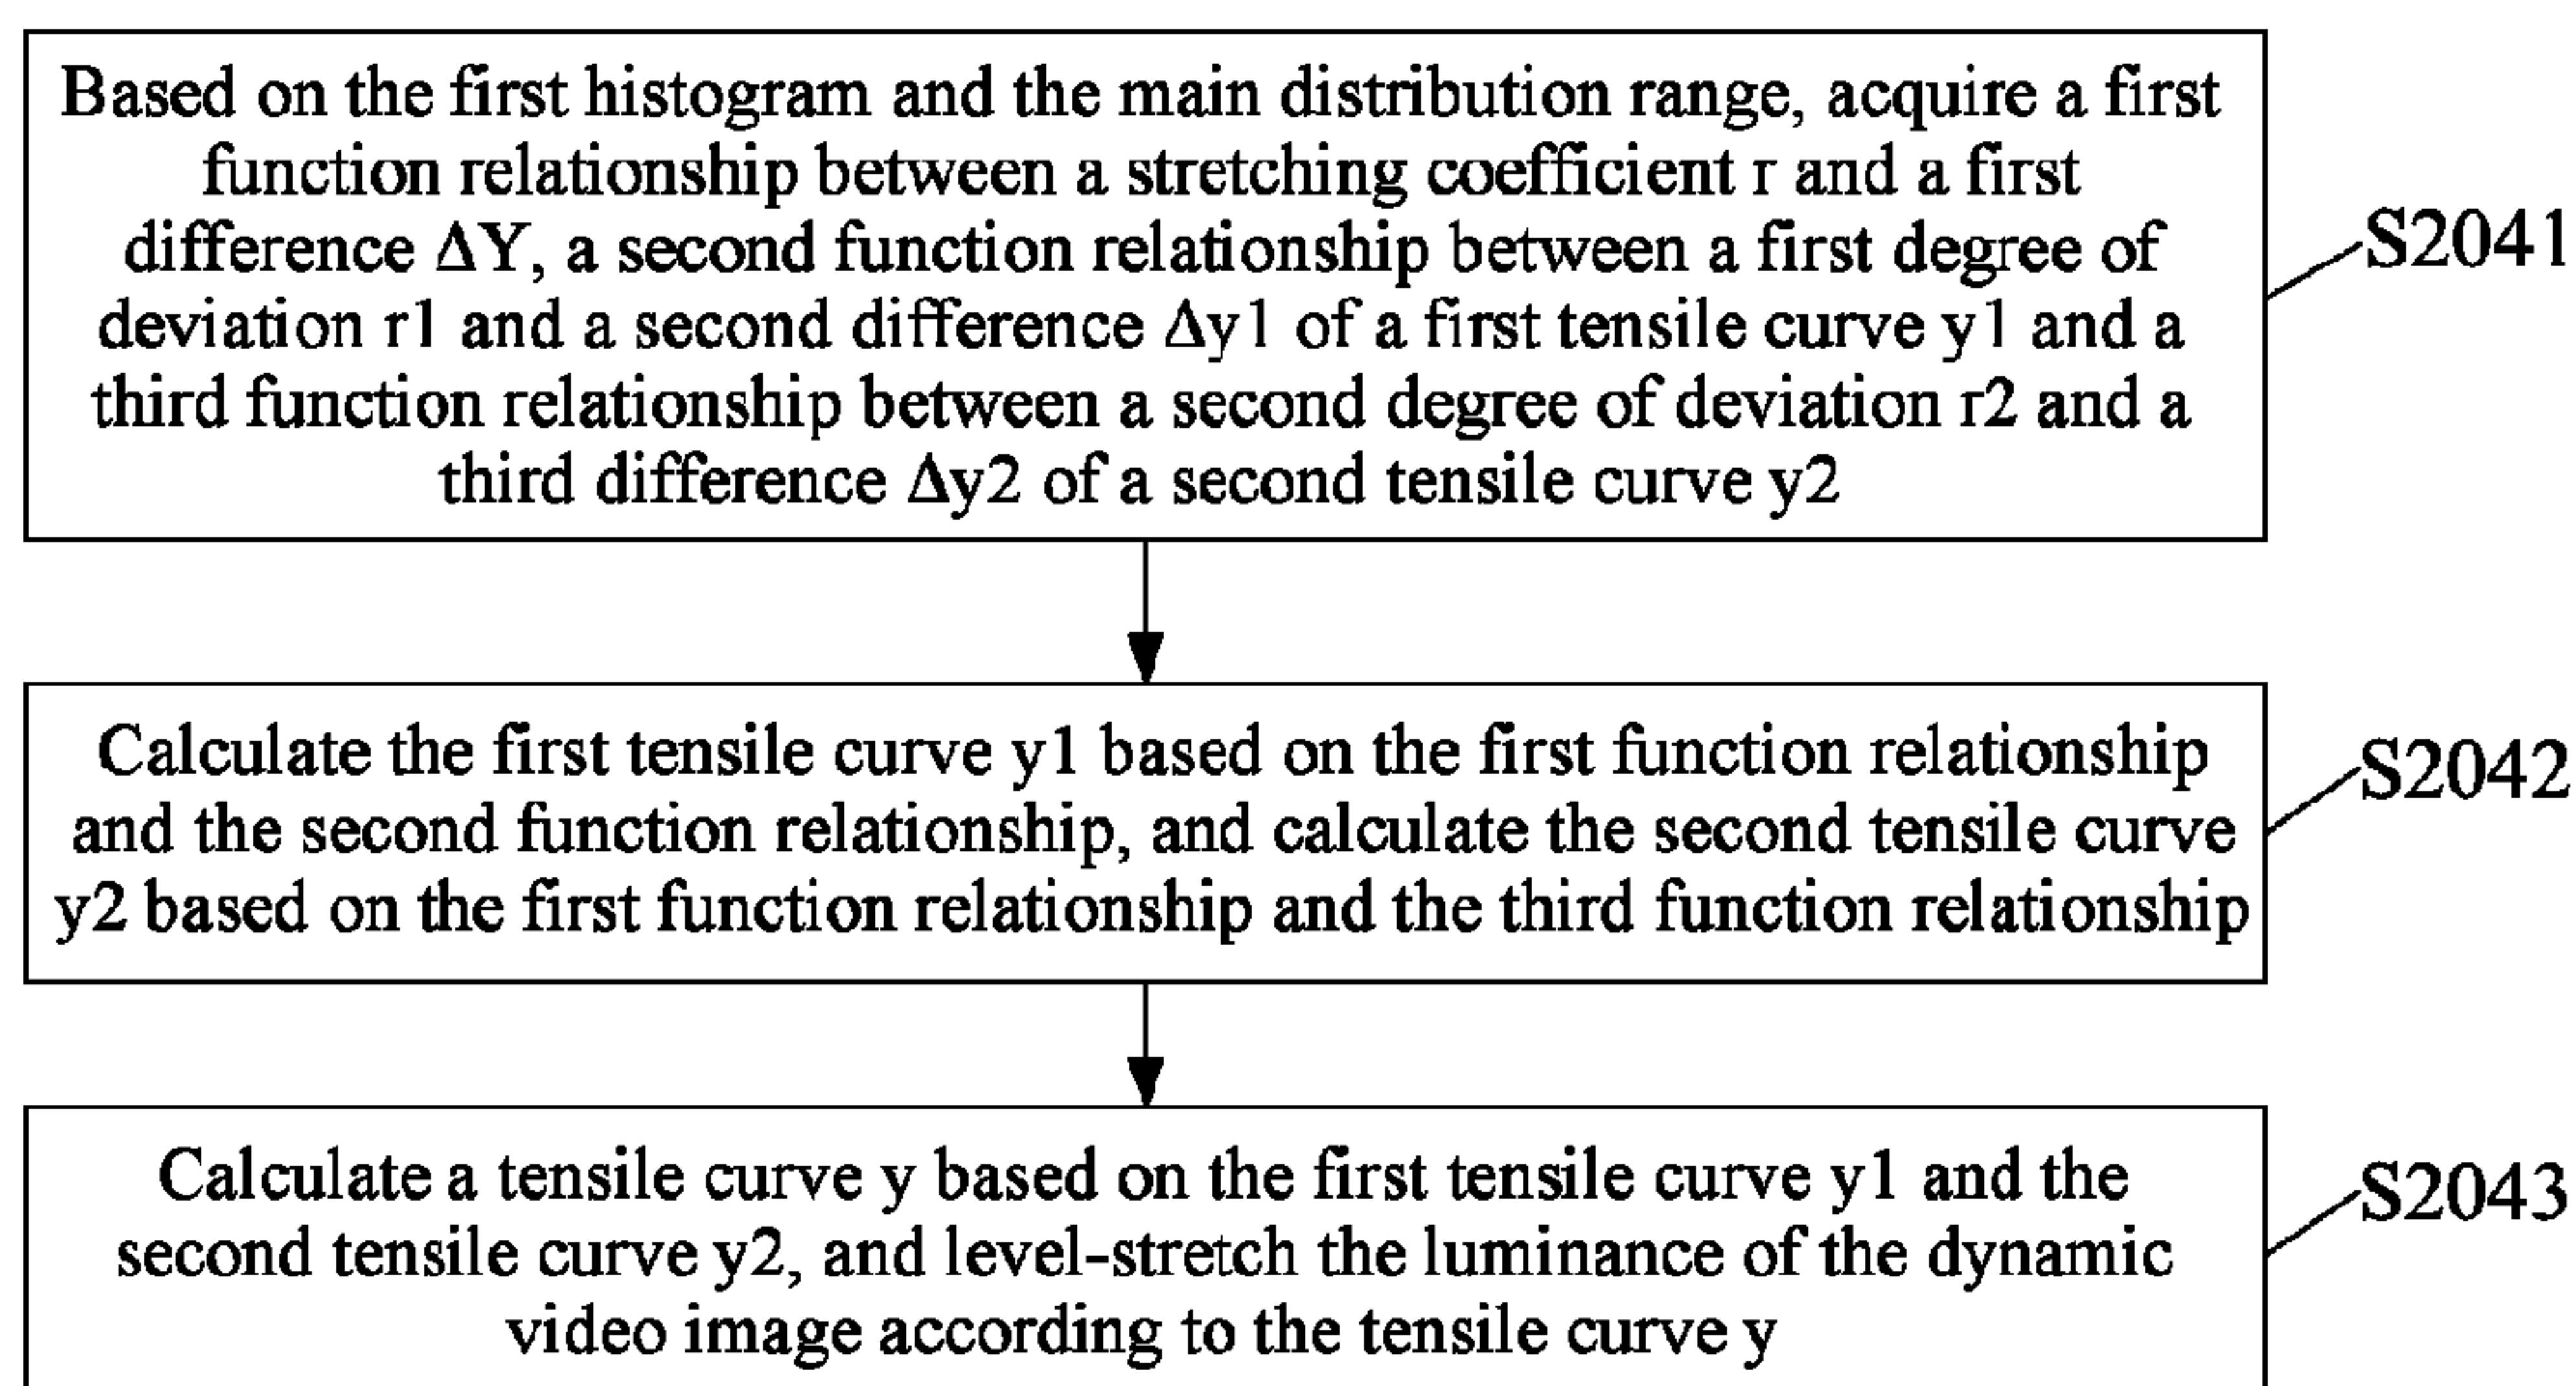 Based on the first histogram and the main distribution range, acquire a first
function relationship between a stretching coefficient r and a first
difference ΔY, a second function relationship between a first degree of
deviation r1 and a second difference Δy1 of a first tensile curve y1 and a
third function relationship between a second degree of deviation r2 and a
third difference Δy2 of a second tensile curve y2
S2041
Calculate the first tensile curve y1 based on the first function relationship
and the second function relationship, and calculate the second tensile curve
y2 based on the first function relationship and the third function relationship
S2042
Calculate a tensile curve y based on the first tensile curve y1 and the
second tensile curve y2, and level-stretch the luminance of the dynamic
video image according to the tensile curve y
S2043